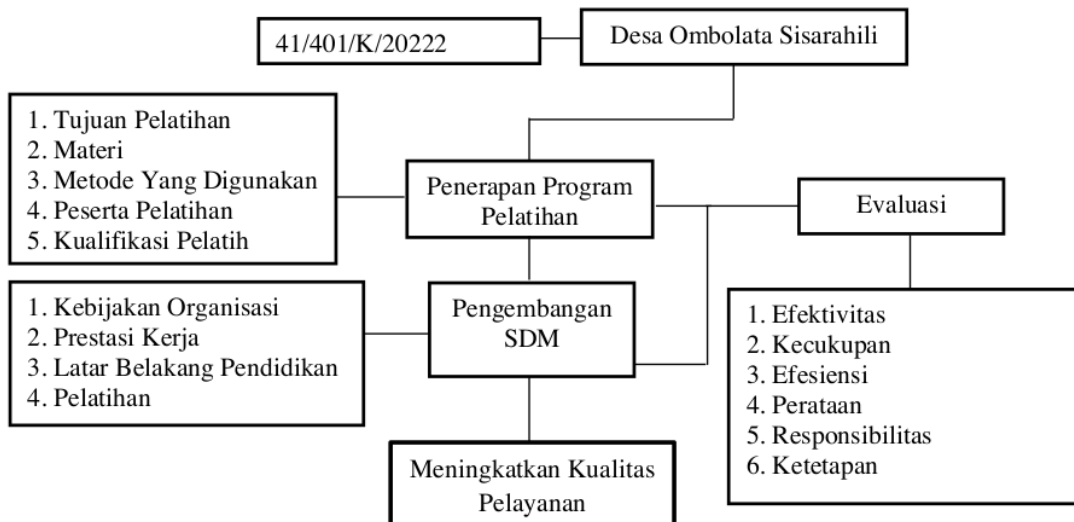 41/401/K/20222
Desa Ombolata Sisarahili
1. Tujuan Pelatihan
2. Materi
3. Metode Yang Digunakan
4. Peserta Pelatihan
5. Kualifikasi Pelatih
Penerapan Program
Pelatihan
Evaluasi
1. Kebijakan Organisasi
2. Prestasi Kerja
3. Latar Belakang Pendidikan
4. Pelatihan
Pengembangan
SDM
1. Efektivitas
2. Kecukupan
3. Efesiensi
4. Perataan
5. Responsibilitas
6. Ketetapan
Meningkatkan Kualitas
Pelayanan